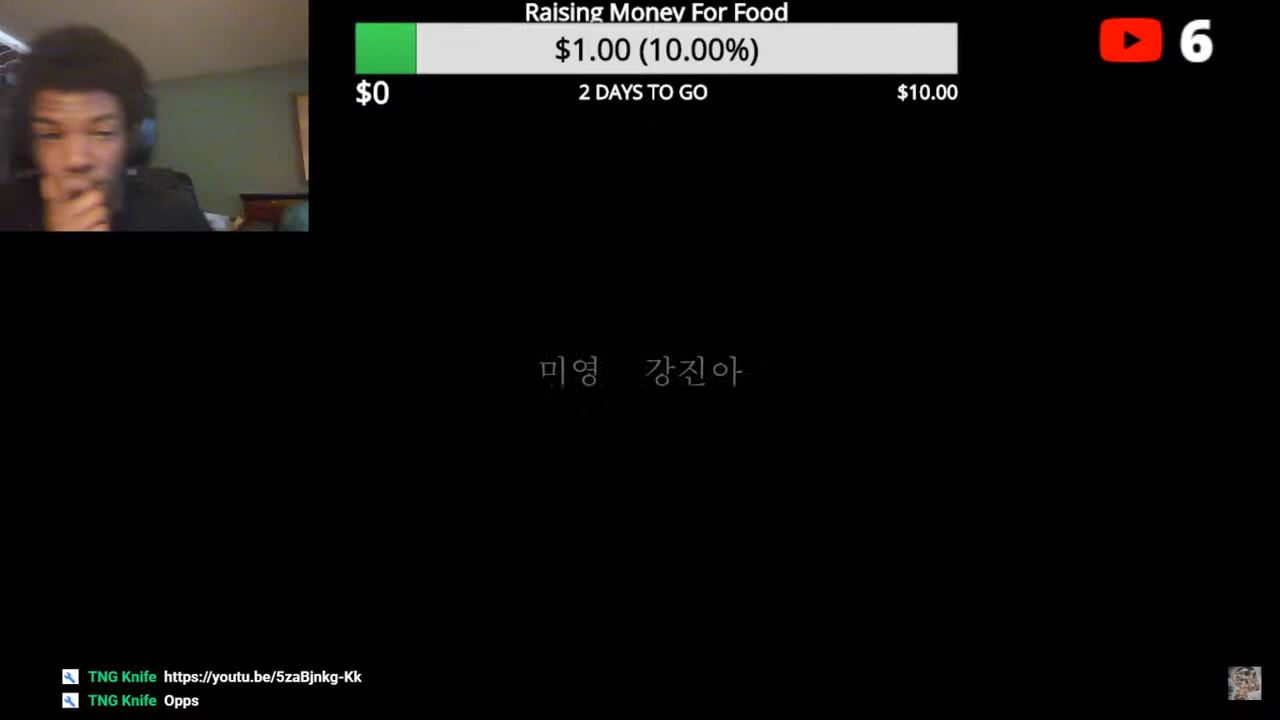 Raising Money For Food
$1.00 (10.00%)
$0 2 DAYS TO GO $10.00
6
미영 강진아
TNG Knife https://youtu.be/5zaBjnkg-Kk
TNG Knife Opps